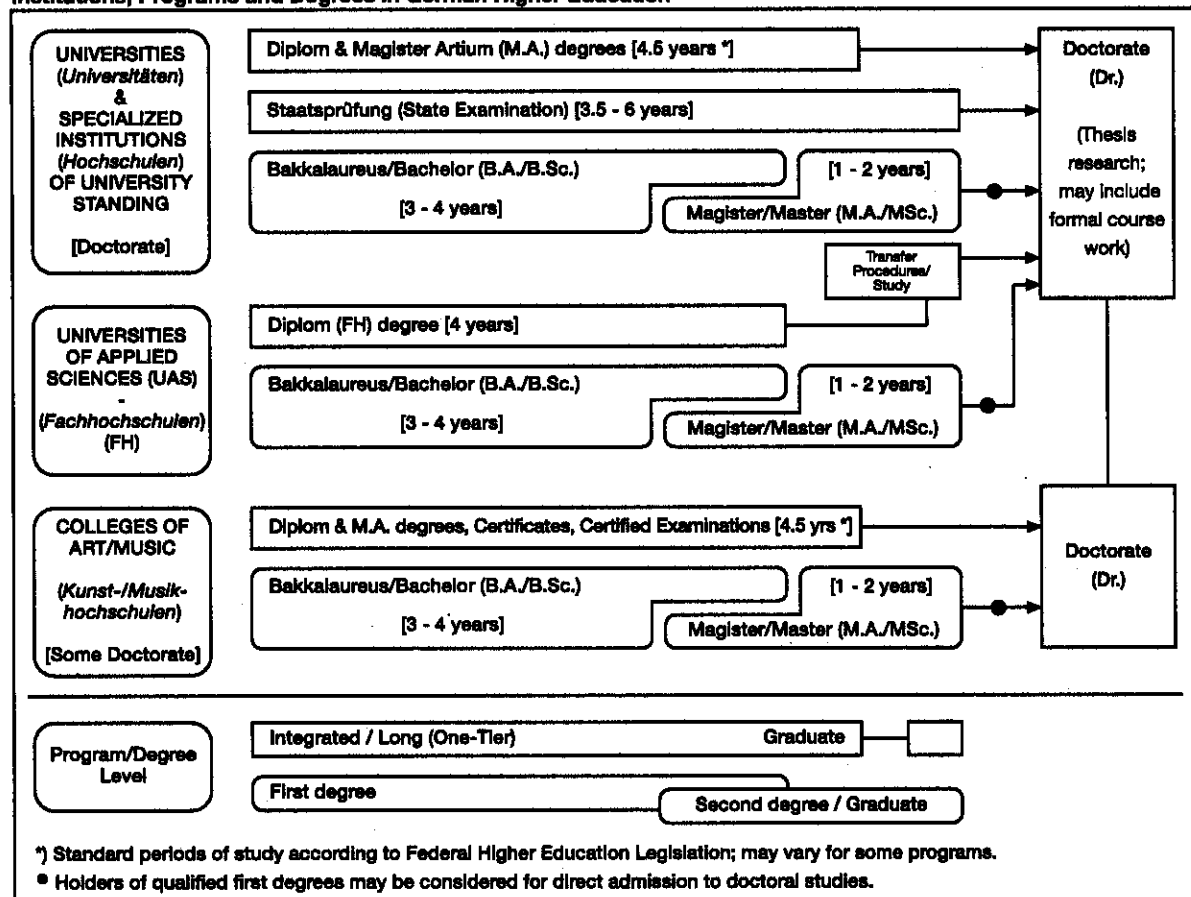 Institutions, Programs and Degrees in German Higher Education
UNIVERSITIES
(Universitäten)
&
SPECIALIZED
INSTITUTIONS
(Hochschulen)
OF UNIVERSITY
STANDING
[Doctorate]
Diplom & Magister Artium (M.A.) degrees [4.5 years *]
Staatsprüfung (State Examination) [3.5 - 6 years]
Bakkalaureus/Bachelor (B.A./B.Sc.)
[3 - 4 years]
[1 - 2 years]
Magister/Master (M.A./MSc.)
Transfer
Procedures/
Study
Doctorate
(Dr.)
(Thesis
research;
may include
formal course
work)
UNIVERSITIES
OF APPLIED
SCIENCES (UAS)
-
(Fachhochschulen)
(FH)
Diplom (FH) degree [4 years]
Bakkalaureus/Bachelor (B.A./B.Sc.)
[3 - 4 years]
[1 - 2 years]
Magister/Master (M.A./MSc.)
COLLEGES OF
ART/MUSIC
(Kunst-/Musik-
hochschulen)
[Some Doctorate]
Diplom & M.A. degrees, Certificates, Certified Examinations [4.5 yrs *]
Bakkalaureus/Bachelor (B.A./B.Sc.)
[3 - 4 years]
[1 - 2 years]
Magister/Master (M.A./MSc.)
Doctorate
(Dr.)
Program/Degree
Level
Integrated / Long (One-Tier) Graduate
First degree
Second degree / Graduate
*) Standard periods of study according to Federal Higher Education Legislation; may vary for some programs.
● Holders of qualified first degrees may be considered for direct admission to doctoral studies.